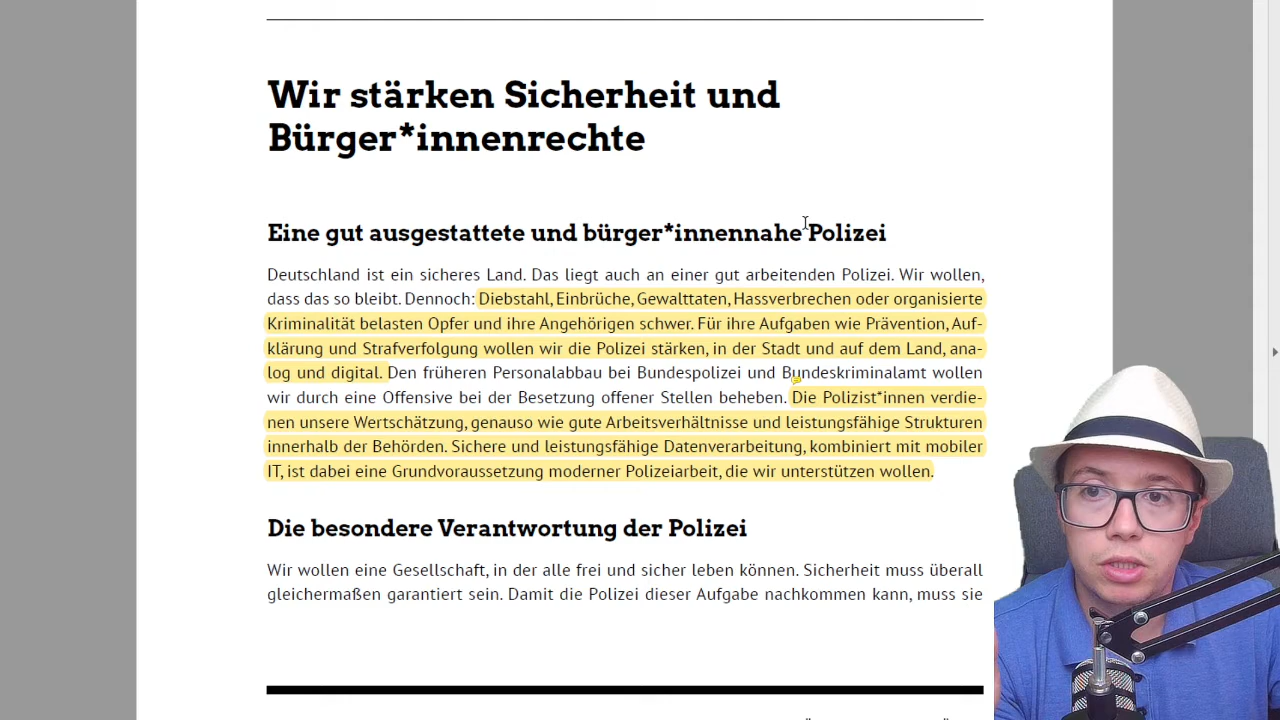 Wir stärken Sicherheit und
Bürger*innenrechte
Eine gut ausgestattete und bürger*innennahe Polizei
Deutschland ist ein sicheres Land. Das liegt auch an einer gut arbeitenden Polizei. Wir wollen,
dass das so bleibt. Dennoch: Diebstahl, Einbrüche, Gewalttaten, Hassverbrechen oder organisierte
Kriminalität belasten Opfer und ihre Angehörigen schwer. Für ihre Aufgaben wie Prävention, Auf-
klärung und Strafverfolgung wollen wir die Polizei stärken, in der Stadt und auf dem Land, ana-
log und digital. Den früheren Personalabbau bei Bundespolizei und Bundeskriminalamt wollen
wir durch eine Offensive bei der Besetzung offener Stellen beheben. Die Polizist*innen verdie-
nen unsere Wertschätzung, genauso wie gute Arbeitsverhältnisse und leistungsfähige Strukturen
innerhalb der Behörden. Sichere und leistungsfähige Datenverarbeitung, kombiniert mit mobiler
IT, ist dabei eine Grundvoraussetzung moderner Polizeiarbeit, die wir unterstützen wollen.
Die besondere Verantwortung der Polizei
Wir wollen eine Gesellschaft, in der alle frei und sicher leben können. Sicherheit muss überall
gleichermaßen garantiert sein. Damit die Polizei dieser Aufgabe nachkommen kann, muss sie